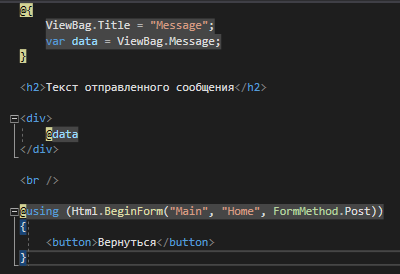 @{
ViewBag.Title = "Message";
var data = ViewBag.Message;
}
<h2>Текст отправленного сообщения</h2>
<div>
@data
</div>
<br />
@using (Html.BeginForm("Main", "Home", FormMethod.Post))
{
<button>Вернуться</button>
}